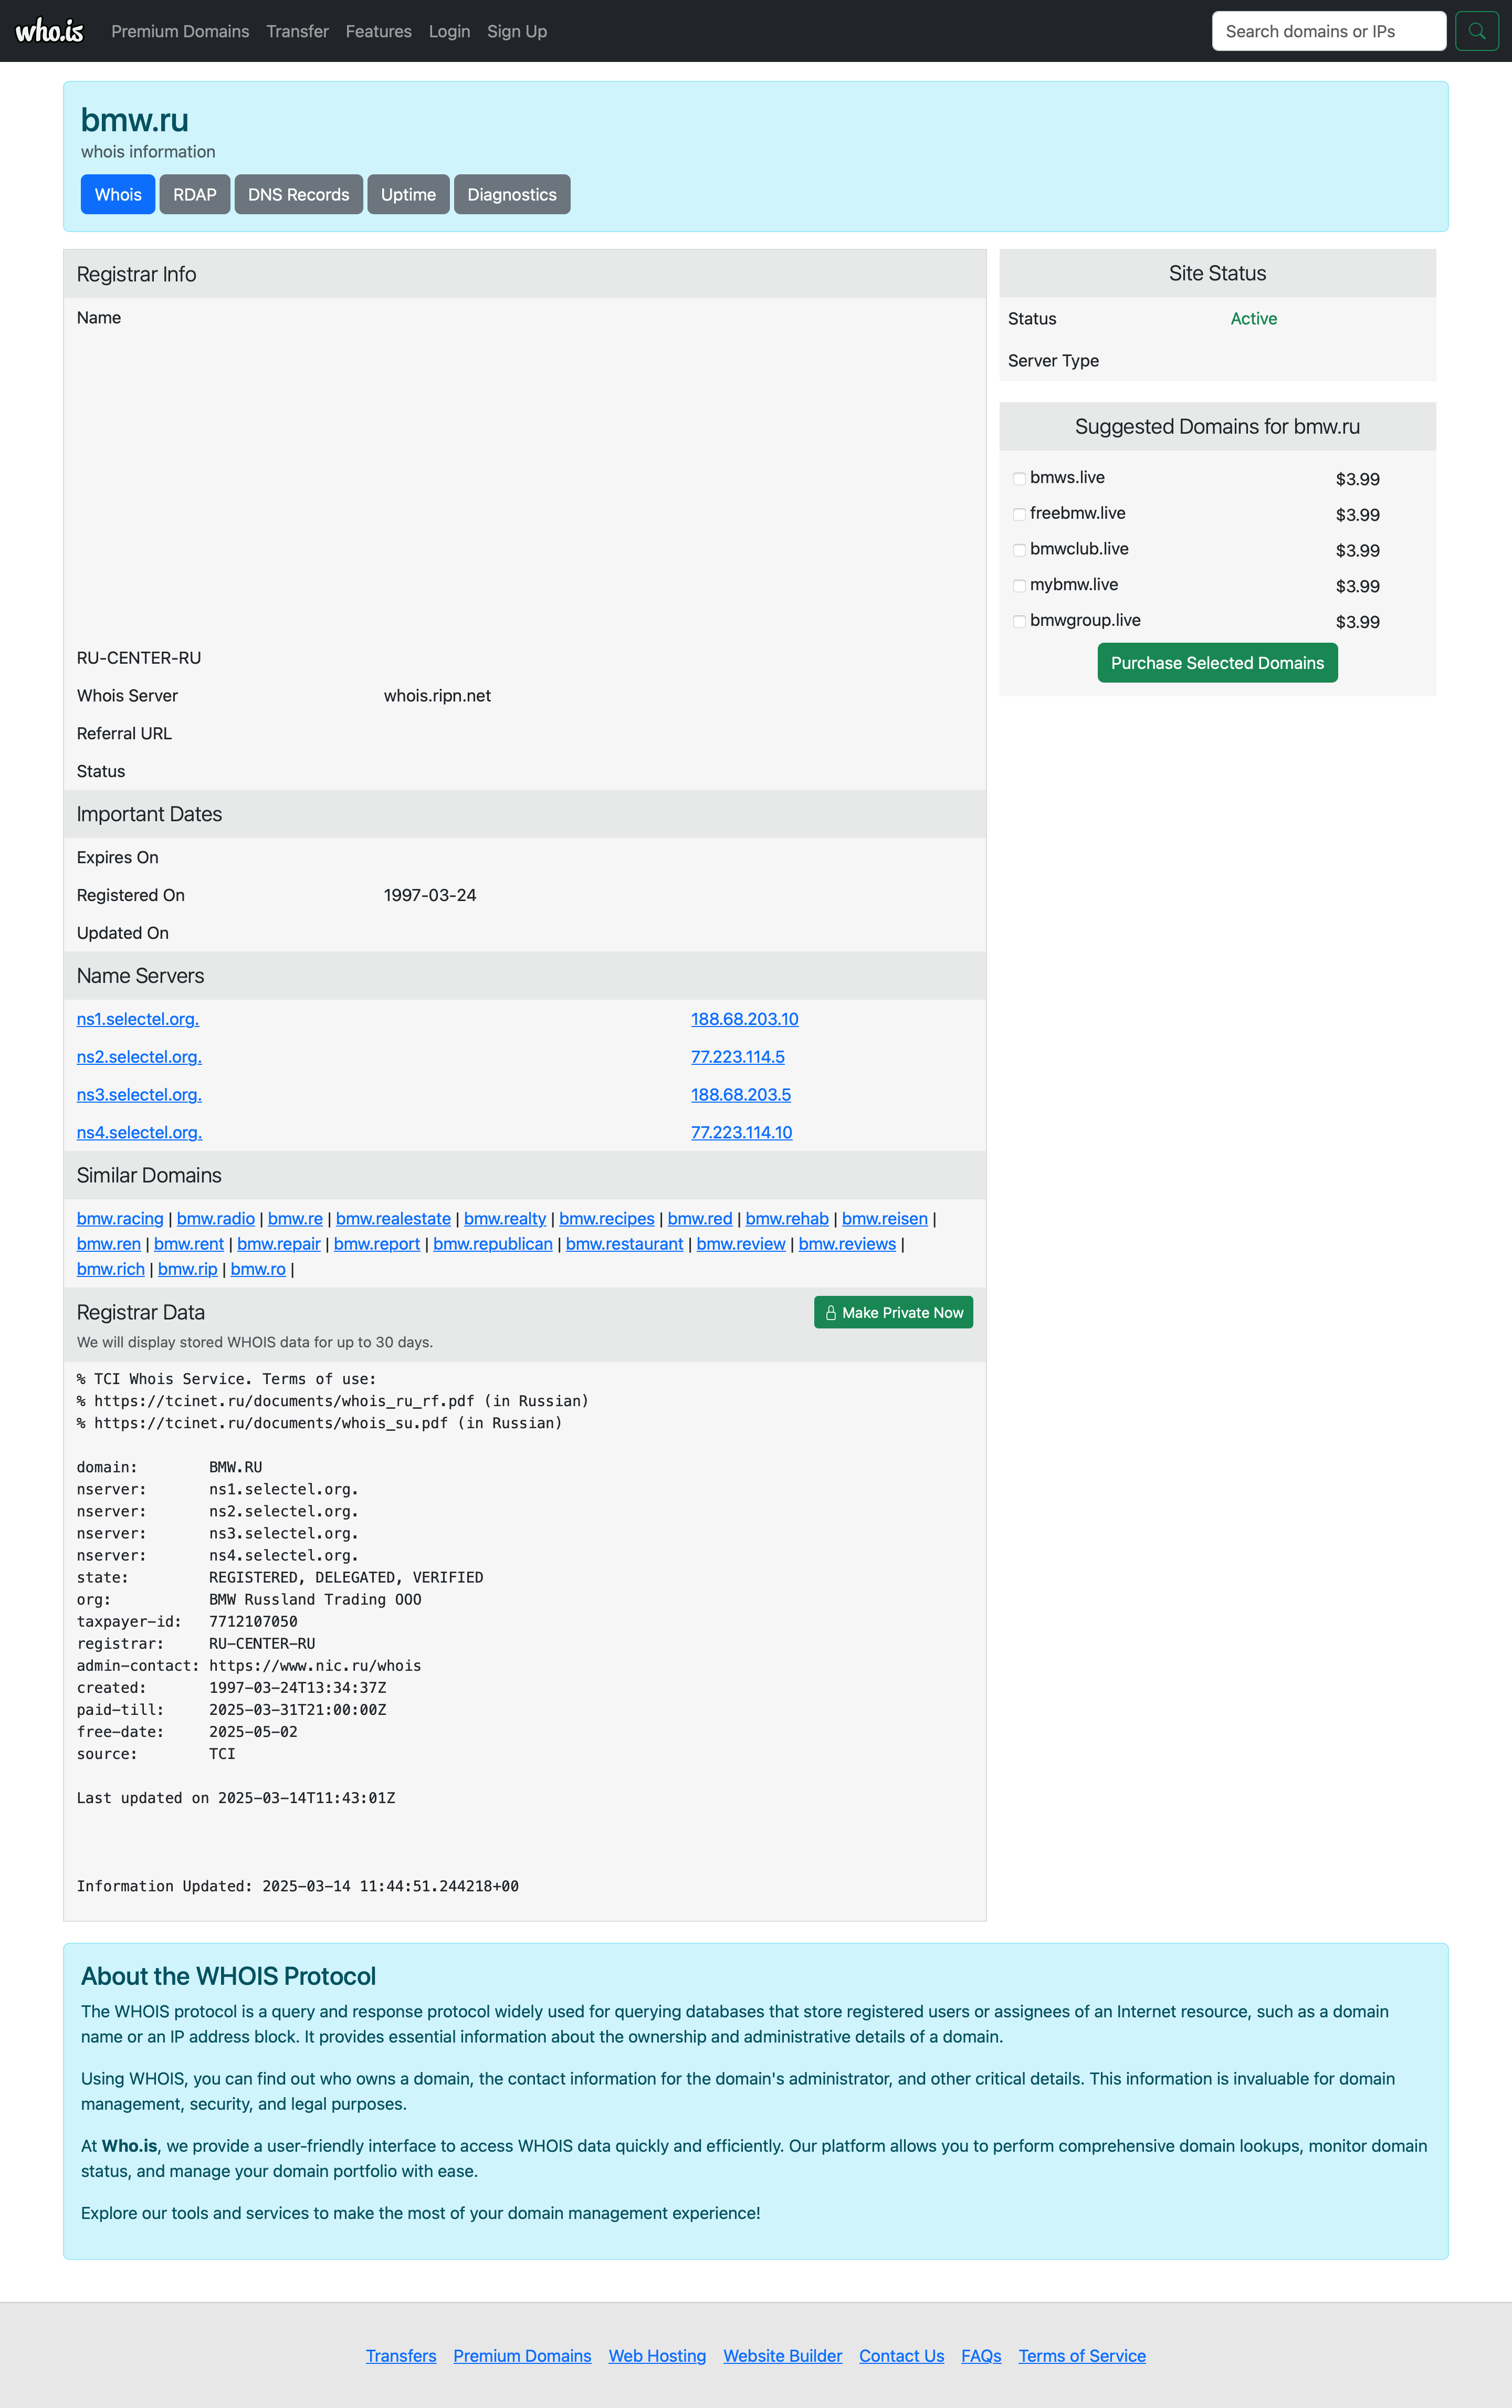 who.is Premium Domains Transfer Features Login Sign Up Search domains or IPs
bmw.ru
whois information
Whois RDAP DNS Records Uptime Diagnostics
Registrar Info
Name
RU-CENTER-RU
Whois Server whois.ripn.net
Referral URL
Status
Important Dates
Expires On
Registered On 1997-03-24
Updated On
Name Servers
ns1.selectel.org. 188.68.203.10
ns2.selectel.org. 77.223.114.5
ns3.selectel.org. 188.68.203.5
ns4.selectel.org. 77.223.114.10
Similar Domains
bmw.racing | bmw.radio | bmw.re | bmw.realestate | bmw.realty | bmw.recipes | bmw.red | bmw.rehab | bmw.reisen |
bmw.ren | bmw.rent | bmw.repair | bmw.report | bmw.republican | bmw.restaurant | bmw.review | bmw.reviews |
bmw.rich | bmw.rip | bmw.ro |
Registrar Data
Make Private Now
We will display stored WHOIS data for up to 30 days.
% TCI Whois Service. Terms of use:
% https://tcinet.ru/documents/whois_ru_rf.pdf (in Russian)
% https://tcinet.ru/documents/whois_su.pdf (in Russian)
domain: BMW.RU
nserver: ns1.selectel.org.
nserver: ns2.selectel.org.
nserver: ns3.selectel.org.
nserver: ns4.selectel.org.
state: REGISTERED, DELEGATED, VERIFIED
org: BMW Russland Trading OOO
taxpayer-id: 7712107050
registrar: RU-CENTER-RU
admin-contact: https://www.nic.ru/whois
created: 1997-03-24T13:34:37Z
paid-till: 2025-03-31T21:00:00Z
free-date: 2025-05-02
source: TCI
Last updated on 2025-03-14T11:43:01Z
Information Updated: 2025-03-14 11:44:51.244218+00
Site Status
Status Active
Server Type
Suggested Domains for bmw.ru
bmws.live $3.99
freebmw.live $3.99
bmwclub.live $3.99
mybmw.live $3.99
bmwgroup.live $3.99
Purchase Selected Domains
About the WHOIS Protocol
The WHOIS protocol is a query and response protocol widely used for querying databases that store registered users or assignees of an Internet resource, such as a domain
name or an IP address block. It provides essential information about the ownership and administrative details of a domain.
Using WHOIS, you can find out who owns a domain, the contact information for the domain's administrator, and other critical details. This information is invaluable for domain
management, security, and legal purposes.
At Who.is, we provide a user-friendly interface to access WHOIS data quickly and efficiently. Our platform allows you to perform comprehensive domain lookups, monitor domain
status, and manage your domain portfolio with ease.
Explore our tools and services to make the most of your domain management experience!
Transfers Premium Domains Web Hosting Website Builder Contact Us FAQs Terms of Service